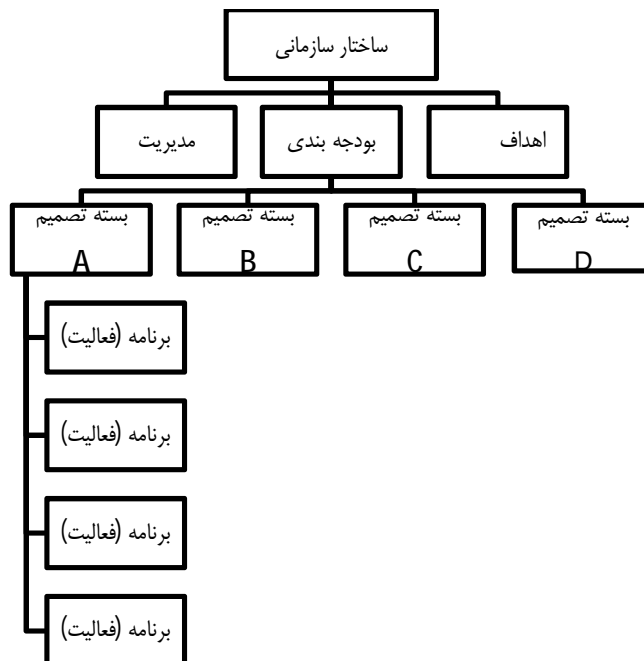 ساختار سازمانی
اهداف
بودجه بندی
مدیریت
بسته تصمیم
A
بسته تصمیم
B
بسته تصمیم
C
بسته تصمیم
D
برنامه (فعالیت)
برنامه (فعالیت)
برنامه (فعالیت)
برنامه (فعالیت)